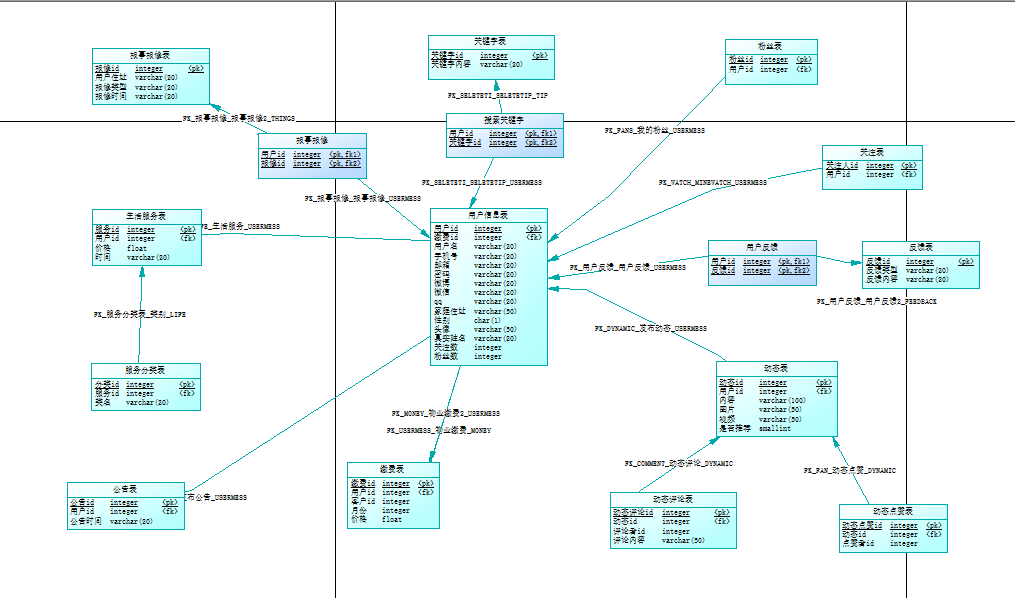 报事报修表
报修id integer <pk>
用户住址 varchar(20)
报修类型 varchar(20)
报修时间 varchar(20)
关键字表
关键字id integer <pk>
关键字内容 varchar(20)
粉丝表
粉丝id integer <pk>
用户id integer <fk>
FK_SELETETI_SELETETIP_TIP
FK_报事报修_报事报修2_THINGS
搜索关键字
用户id integer <pk,fk1>
关键字id integer <pk,fk2>
FK_FANS_我的粉丝_USERMESS
报事报修
用户id integer <pk,fk1>
报修id integer <pk,fk2>
关注表
关注人id integer <pk>
用户id integer <fk>
FK_SELETETI_SELETETIP_USERMESS
FK_WATCH_MINEWATCH_USERMESS
FK_报事报修_报事报修_USERMESS
生活服务表
服务id integer <pk>
用户id integer <fk>
价格 float
时间 varchar(20)
FE_生活服务_USERMESS
用户信息表
用户id integer <pk>
缴费id integer <fk>
用户名 varchar(20)
手机号 varchar(20)
邮箱 varchar(20)
密码 varchar(20)
微博 varchar(20)
微信 varchar(20)
qq varchar(20)
家庭住址 varchar(50)
性别 char(1)
头像 varchar(50)
真实姓名 varchar(20)
关注数 integer
粉丝数 integer
用户反馈
用户id integer <pk,fk1>
反馈id integer <pk,fk2>
反馈表
反馈id integer <pk>
反馈类型 varchar(20)
反馈内容 varchar(20)
FK_用户反馈_用户反馈_USERMESS
FK_用户反馈_用户反馈2_FEEDBACK
FK_服务分类表_类别_LIFE
FK_DYNAMIC_发布动态_USERMESS
服务分类表
分类id integer <pk>
服务id integer <fk>
类名 varchar(20)
动态表
动态id integer <pk>
用户id integer <fk>
内容 varchar(100)
图片 varchar(50)
视频 varchar(50)
是否推荐 smallint
FK_MONEY_物业缴费2_USERMESS
FK_USERMESS_物业缴费_MONEY
缴费表
缴费id integer <pk>
用户id integer <fk>
客户id integer
月份 integer
价格 float
FK_COMMENT_动态评论_DYNAMIC
FK_PAN_动态点赞_DYNAMIC
公告表
公告id integer <pk>
用户id integer <fk>
公告时间 varchar(20)
布公告_USERMESS
动态评论表
动态评论id integer <pk>
动态id integer <fk>
评论者id integer
评论内容 varchar(50)
动态点赞表
动态点赞id integer <pk>
动态id integer <fk>
点赞者id integer